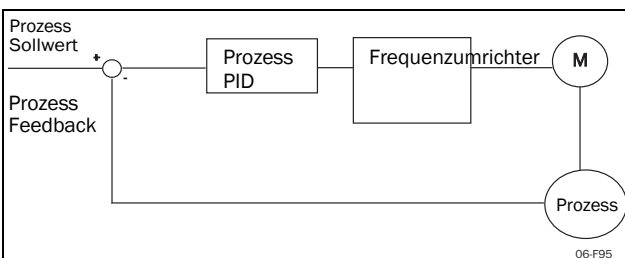 Prozess
Sollwert
+
-
Prozess
PID
Frequenzumrichter
M
Prozess
Feedback
Prozess
06-F95